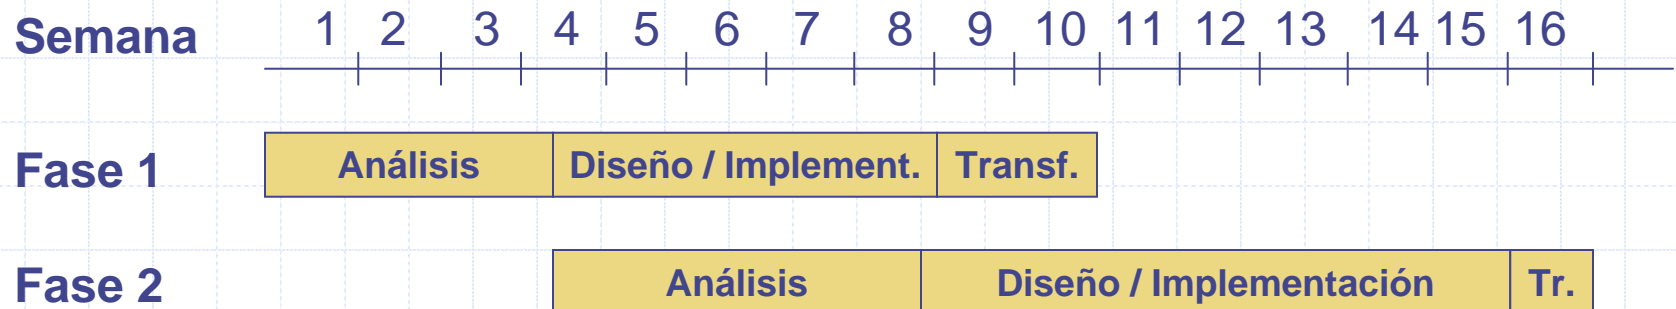 Semana 1 2 3 4 5 6 7 8 9 10 11 12 13 14 15 16
Fase 1 Análisis Diseño / Implement. Transf.
Fase 2 Análisis Diseño / Implementación Tr.